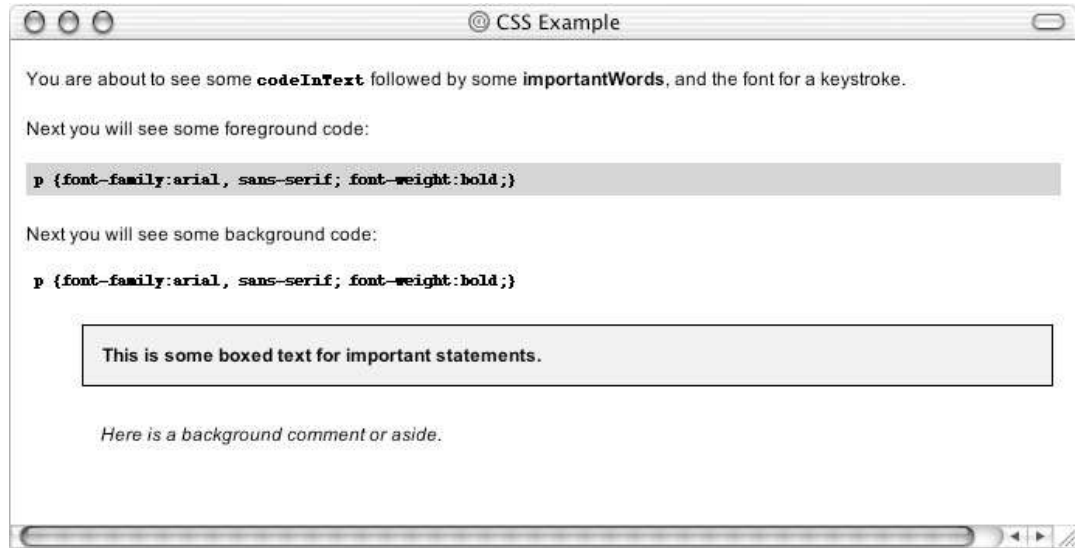 @ CSS Example
You are about to see some codeInText followed by some importantWords, and the font for a keystroke.
Next you will see some foreground code:
p {font-family:arial, sans-serif; font-weight:bold;}
Next you will see some background code:
p {font-family:arial, sans-serif; font-weight:bold;}
This is some boxed text for important statements.
Here is a background comment or aside.